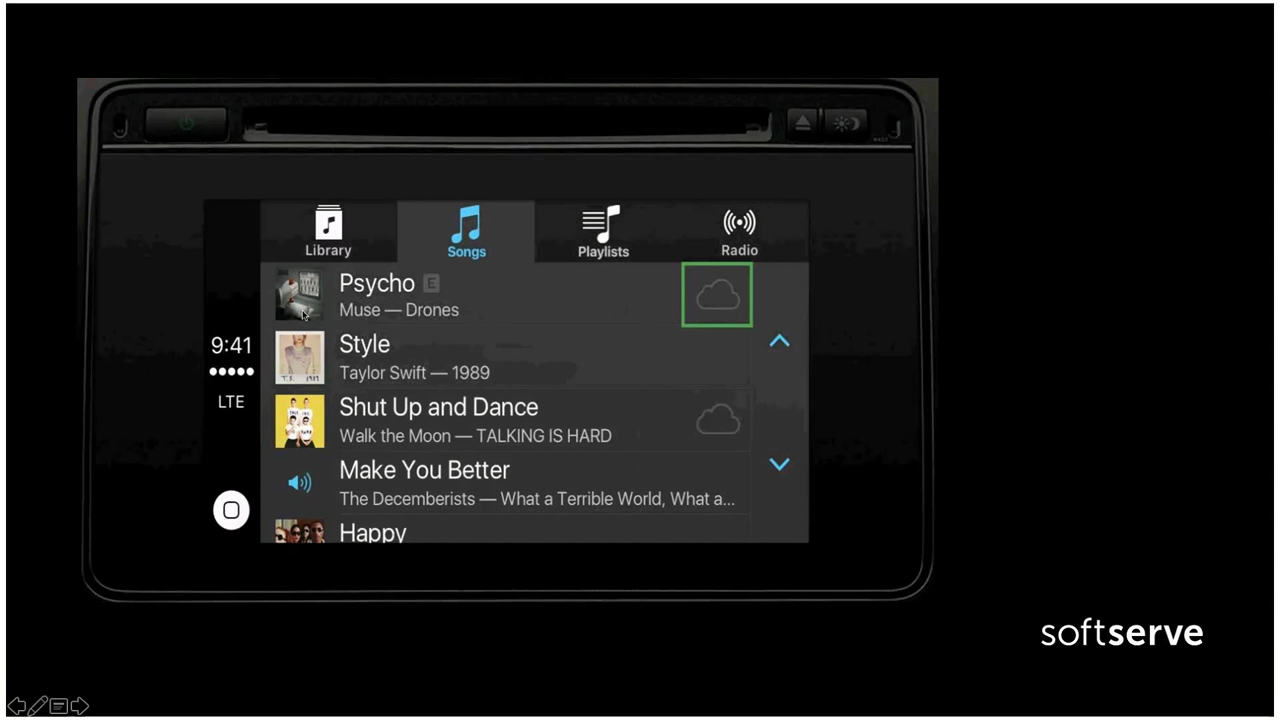 Library
Songs
Playlists
Radio
Psycho E
Muse — Drones
9:41
Style
Taylor Swift — 1989
LTE
Shut Up and Dance
Walk the Moon — TALKING IS HARD
Make You Better
The Decemberists — What a Terrible World, What a...
Happy
softserve